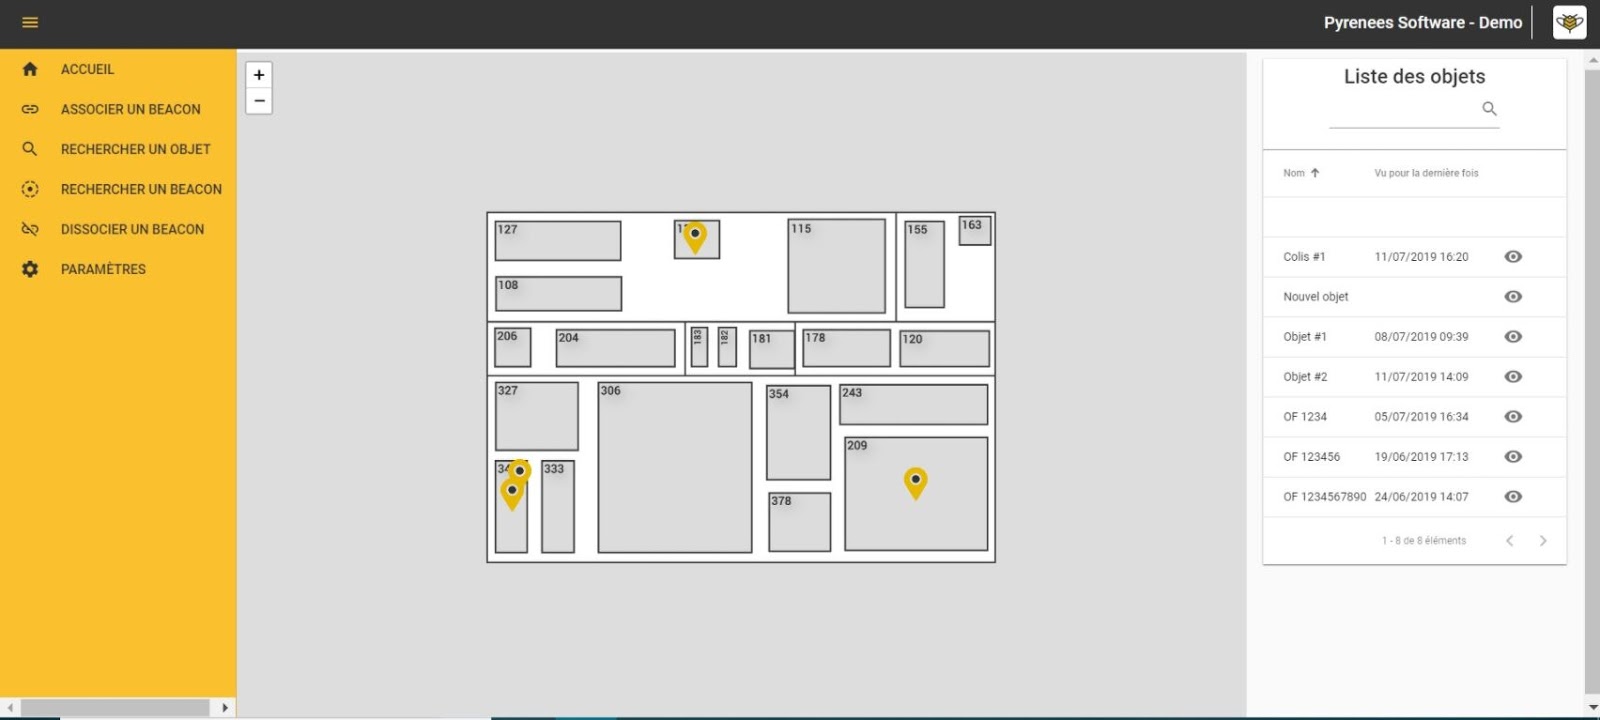 Pyrenees Software - Demo
ACCUEIL
ASSOCIER UN BEACON
RECHERCHER UN OBJET
RECHERCHER UN BEACON
DISSOCIER UN BEACON
PARAMÈTRES
+
−
127
115
155
163
108
206
204
183
182
181
178
120
327
306
354
243
209
333
378
Liste des objets
Nom Vu pour la dernière fois
Colis #1 11/07/2019 16:20
Nouvel objet
Objet #1 08/07/2019 09:39
Objet #2 11/07/2019 14:09
OF 1234 05/07/2019 16:34
OF 123456 19/06/2019 17:13
OF 1234567890 24/06/2019 14:07
1 - 8 de 8 éléments